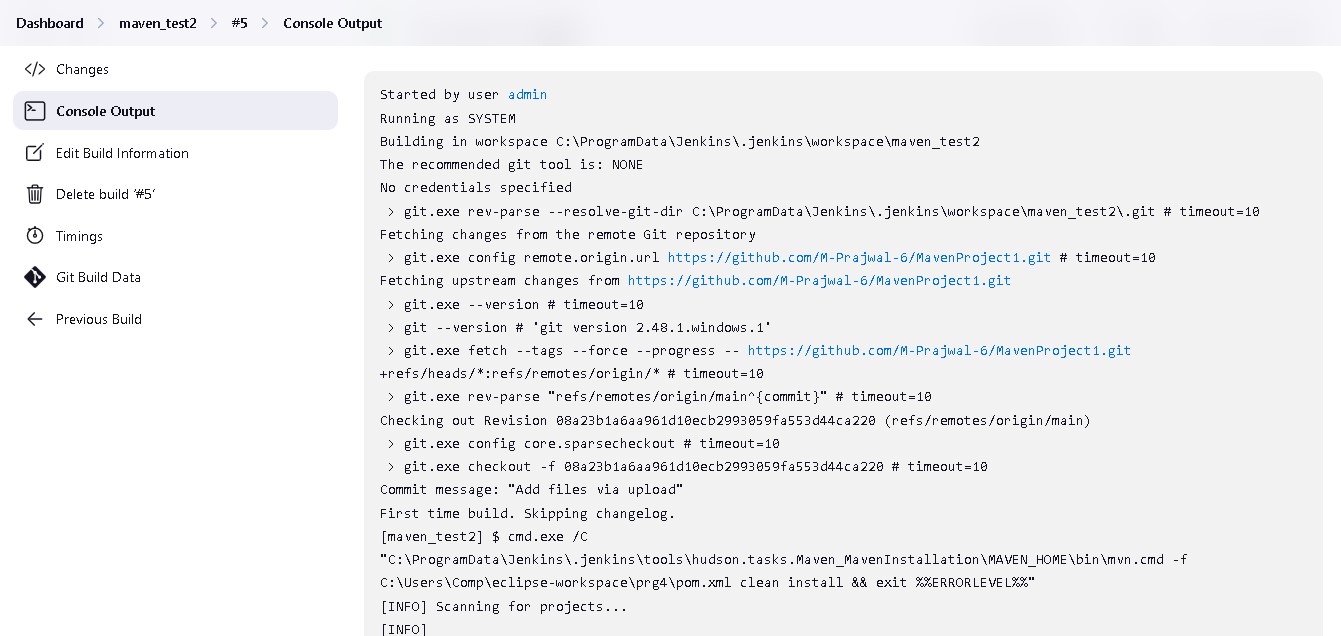 Dashboard > maven_test2 > #5 > Console Output
Changes
Console Output
Edit Build Information
Delete build ‘#5’
Timings
Git Build Data
Previous Build
Started by user admin
Running as SYSTEM
Building in workspace C:\ProgramData\Jenkins\.jenkins\workspace\maven_test2
The recommended git tool is: NONE
No credentials specified
> git.exe rev-parse --resolve-git-dir C:\ProgramData\Jenkins\.jenkins\workspace\maven_test2\.git # timeout=10
Fetching changes from the remote Git repository
> git.exe config remote.origin.url https://github.com/M-Prajwal-6/MavenProject1.git # timeout=10
Fetching upstream changes from https://github.com/M-Prajwal-6/MavenProject1.git
> git.exe --version # timeout=10
> git --version # 'git version 2.48.1.windows.1'
> git.exe fetch --tags --force --progress -- https://github.com/M-Prajwal-6/MavenProject1.git
+refs/heads/*:refs/remotes/origin/* # timeout=10
> git.exe rev-parse "refs/remotes/origin/main^{commit}" # timeout=10
Checking out Revision 08a23b1a6aa961d10ecb2993059fa553d44ca220 (refs/remotes/origin/main)
> git.exe config core.sparsecheckout # timeout=10
> git.exe checkout -f 08a23b1a6aa961d10ecb2993059fa553d44ca220 # timeout=10
Commit message: "Add files via upload"
First time build. Skipping changelog.
[maven_test2] $ cmd.exe /C
"C:\ProgramData\Jenkins\.jenkins\tools\hudson.tasks.Maven_MavenInstallation\MAVEN_HOME\bin\mvn.cmd -f
C:\Users\Comp\eclipse-workspace\prg4\pom.xml clean install && exit %%ERRORLEVEL%%"
[INFO] Scanning for projects...
[INFO]